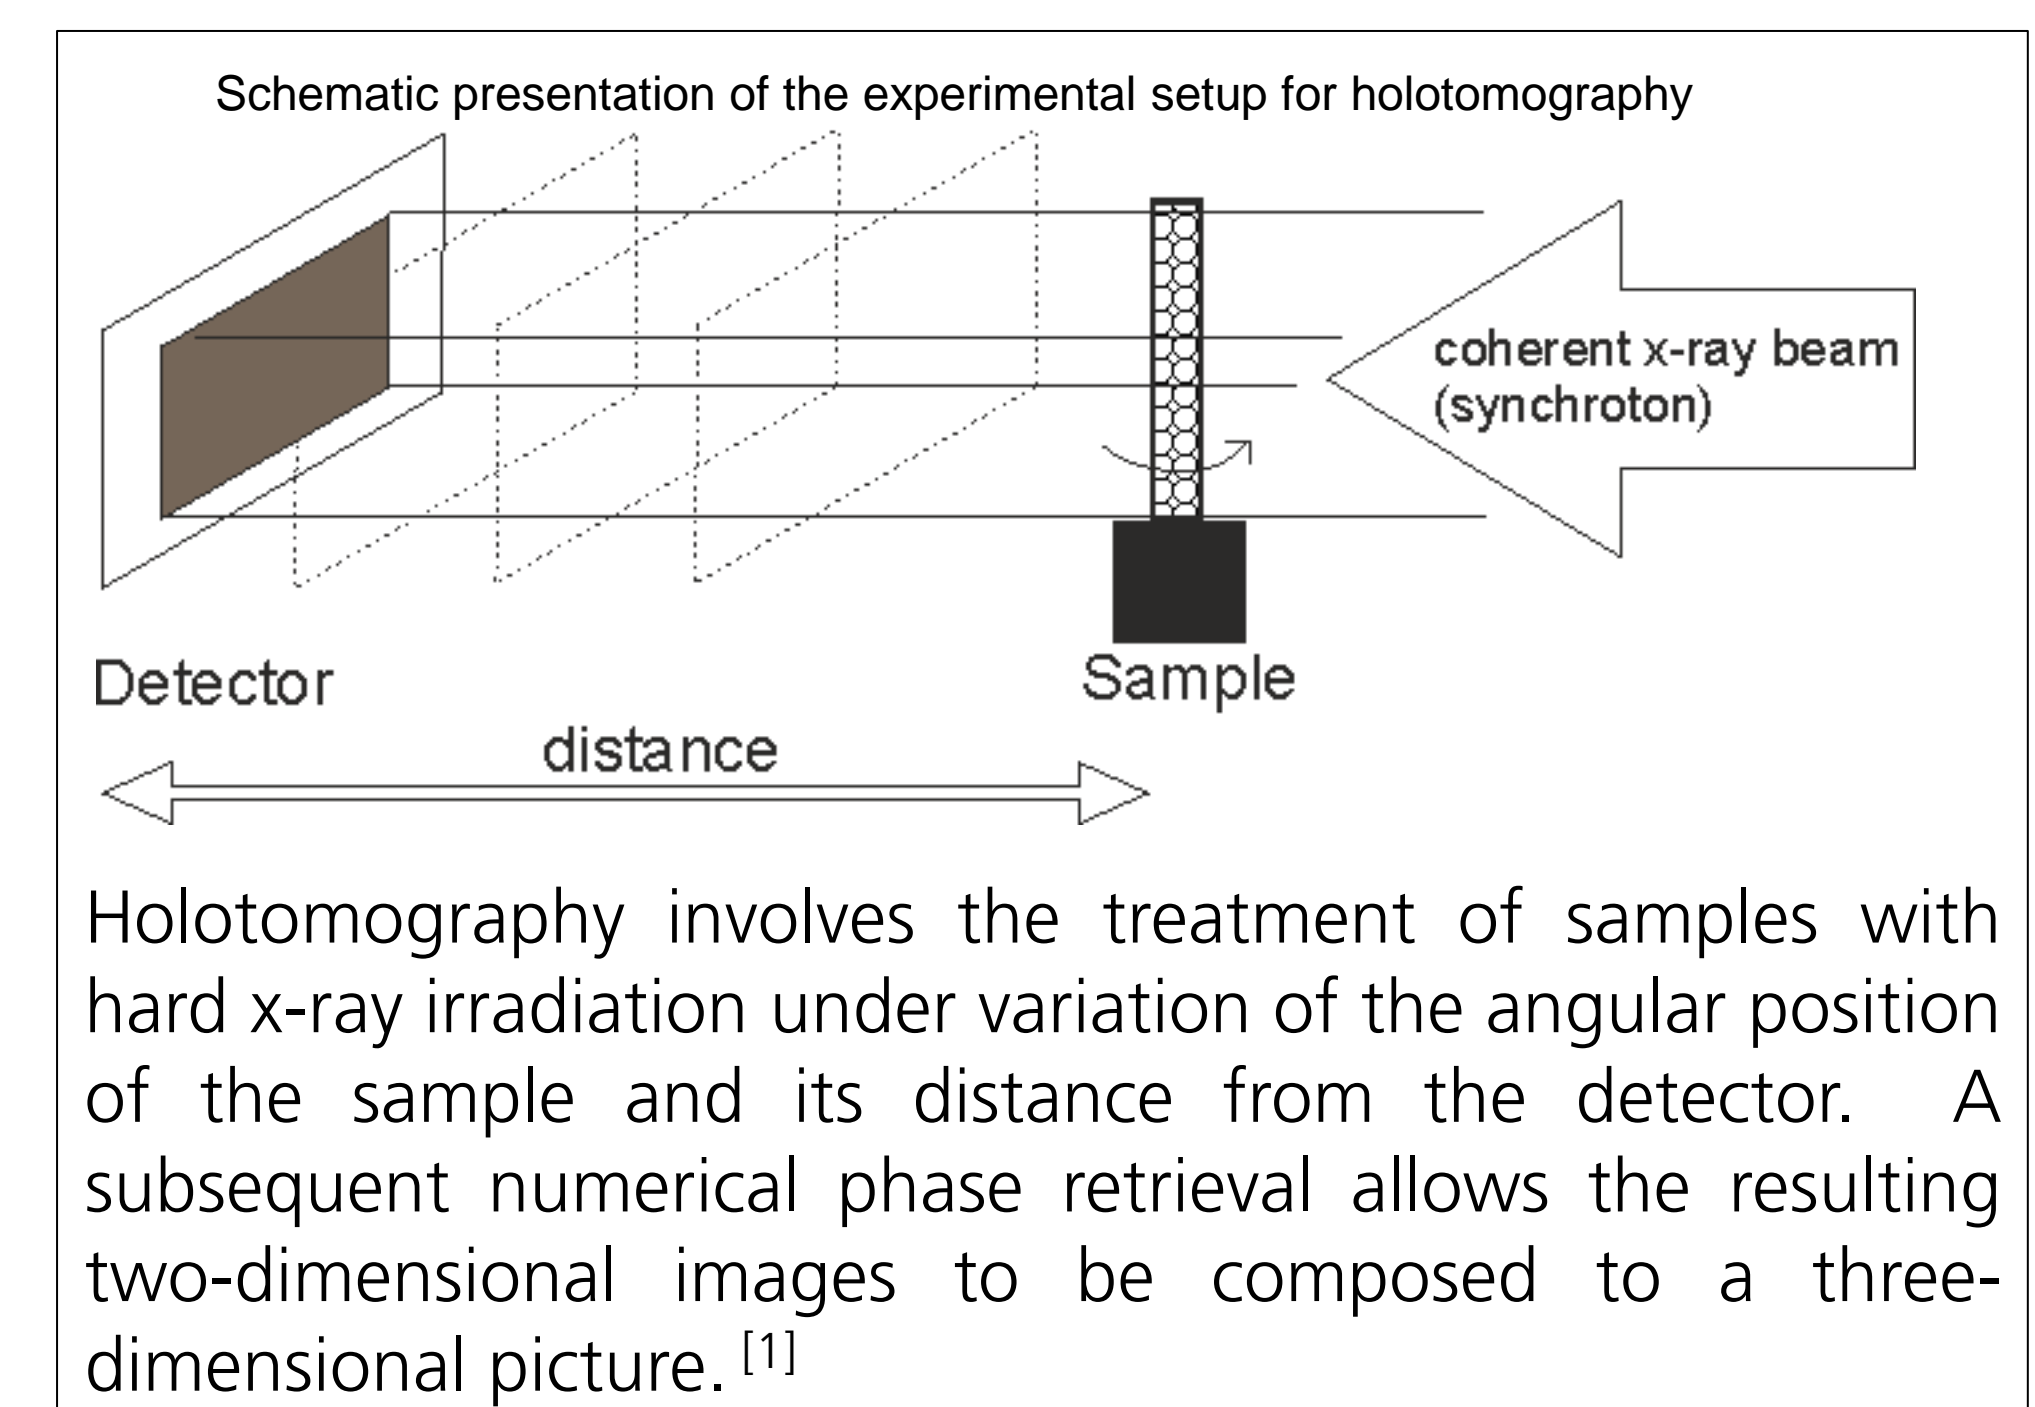 Schematic presentation of the experimental setup for holotomography
coherent x-ray beam
(synchroton)
Detector
Sample
distance
Holotomography involves the treatment of samples with
hard x-ray irradiation under variation of the angular position
of the sample and its distance from the detector. A
subsequent numerical phase retrieval allows the resulting
two-dimensional images to be composed to a three-
dimensional picture. [1]